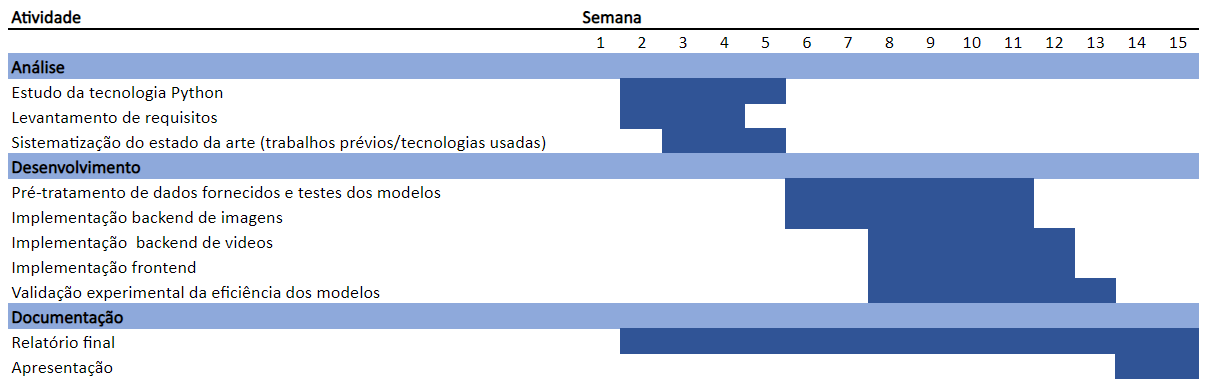 Atividade Semana
1 2 3 4 5 6 7 8 9 10 11 12 13 14 15
Análise
Estudo da tecnologia Python
Levantamento de requisitos
Sistematização do estado da arte (trabalhos prévios/tecnologias usadas)
Desenvolvimento
Pré-tratamento de dados fornecidos e testes dos modelos
Implementação backend de imagens
Implementação  backend de videos
Implementação frontend
Validação experimental da eficiência dos modelos
Documentação
Relatório final
Apresentação